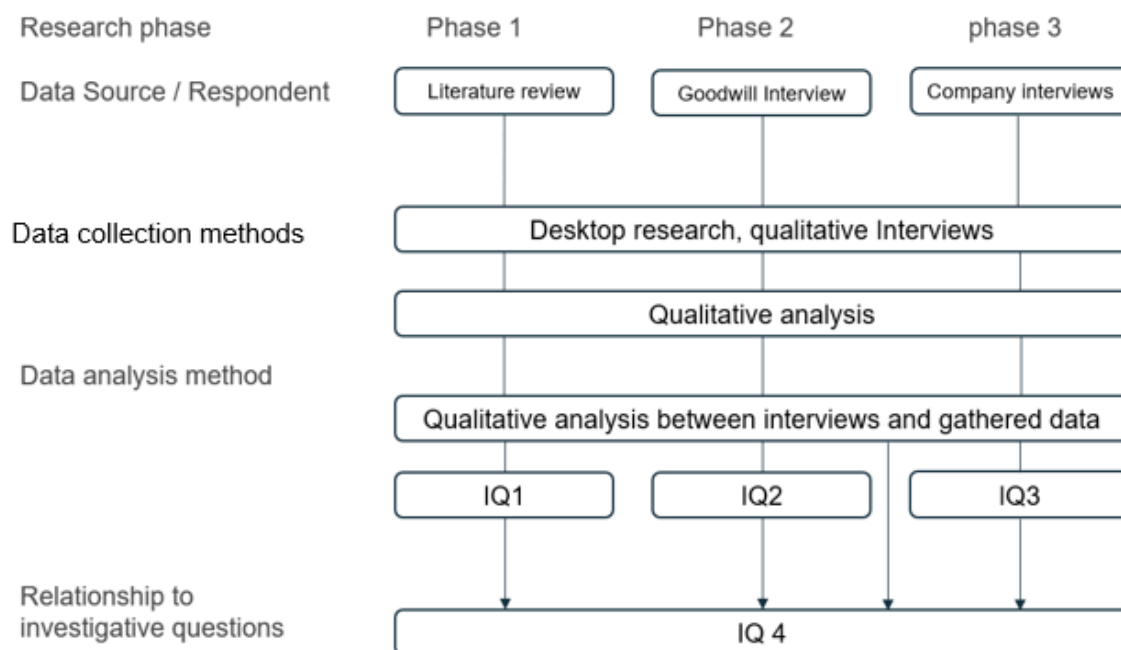 Research phase
Phase 1
Phase 2
phase 3
Data Source / Respondent
Literature review
Goodwill Interview
Company interviews
Data collection methods
Desktop research, qualitative Interviews
Qualitative analysis
Data analysis method
Qualitative analysis between interviews and gathered data
IQ1
IQ2
IQ3
Relationship to
investigative questions
IQ 4